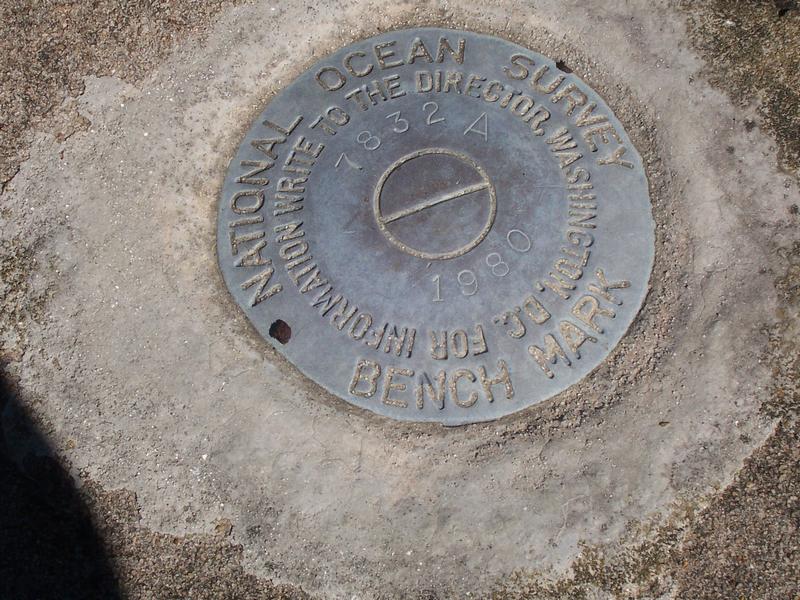 NATIONAL OCEAN SURVEY
FOR INFORMATION WRITE TO THE DIRECTOR, WASHINGTON, D.C.
7832 A
1980
BENCH MARK